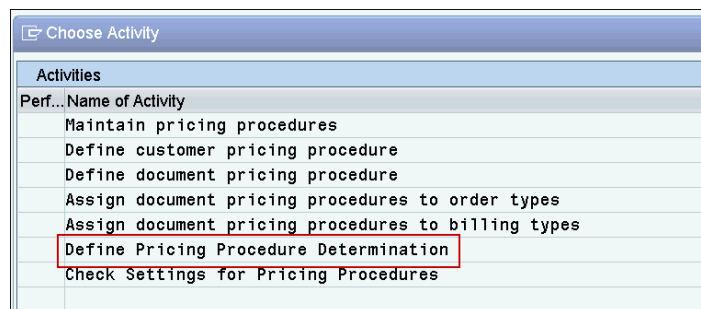 Choose Activity
Activities
Perf... Name of Activity
Maintain pricing procedures
Define customer pricing procedure
Define document pricing procedure
Assign document pricing procedures to order types
Assign document pricing procedures to billing types
Define Pricing Procedure Determination
Check Settings for Pricing Procedures